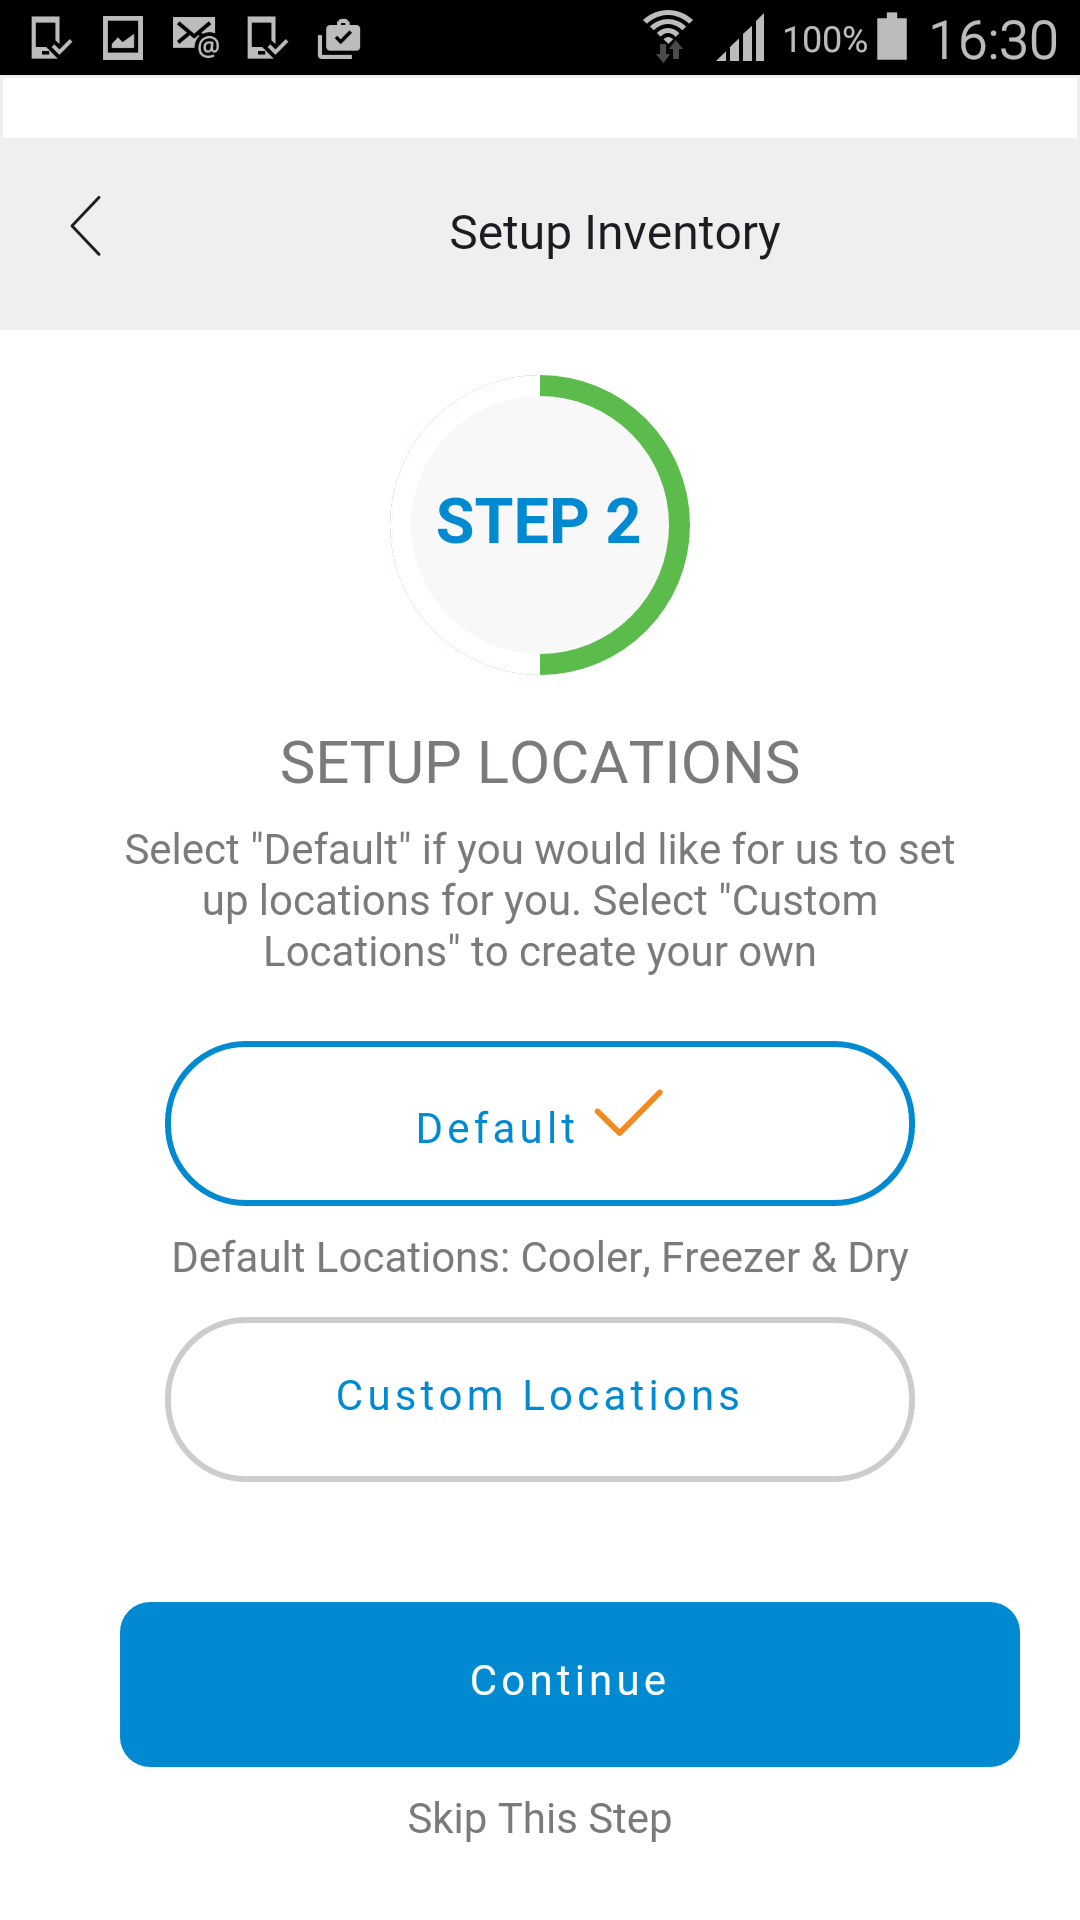 100% 16:30
Setup Inventory
STEP 2
SETUP LOCATIONS
Select "Default" if you would like for us to set
up locations for you. Select "Custom
Locations" to create your own
Default
Default Locations: Cooler, Freezer & Dry
Custom Locations
Continue
Skip This Step